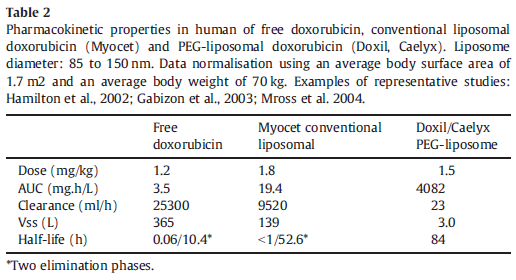 Table 2
Pharmacokinetic properties in human of free doxorubicin, conventional liposomal
doxorubicin (Myocet) and PEG-liposomal doxorubicin (Doxil, Caelyx). Liposome
diameter: 85 to 150 nm. Data normalisation using an average body surface area of
1.7 m2 and an average body weight of 70 kg. Examples of representative studies:
Hamilton et al., 2002; Gabizon et al., 2003; Mross et al. 2004.
Free doxorubicin Myocet conventional liposomal Doxil/Caelyx PEG-liposome
Dose (mg/kg) 1.2 1.8 1.5
AUC (mg.h/L) 3.5 19.4 4082
Clearance (ml/h) 25300 9520 23
Vss (L) 365 139 3.0
Half-life (h) 0.06/10.4* <1/52.6* 84
*Two elimination phases.